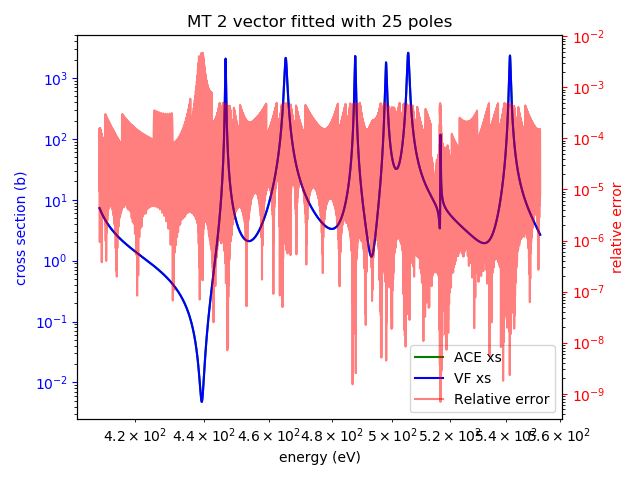 MT 2 vector fitted with 25 poles
cross section (b)
10³
10²
10¹
10⁰
10⁻¹
10⁻²
10⁻²
10⁻³
10⁻⁴
10⁻⁵
10⁻⁶
10⁻⁷
10⁻⁸
10⁻⁹
relative error
ACE xs
VF xs
Relative error
4.2 × 10² 4.4 × 10² 4.6 × 10² 4.8 × 10² 5 × 10² 5.2 × 10² 5.4 × 10² 5.6 × 10²
energy (eV)